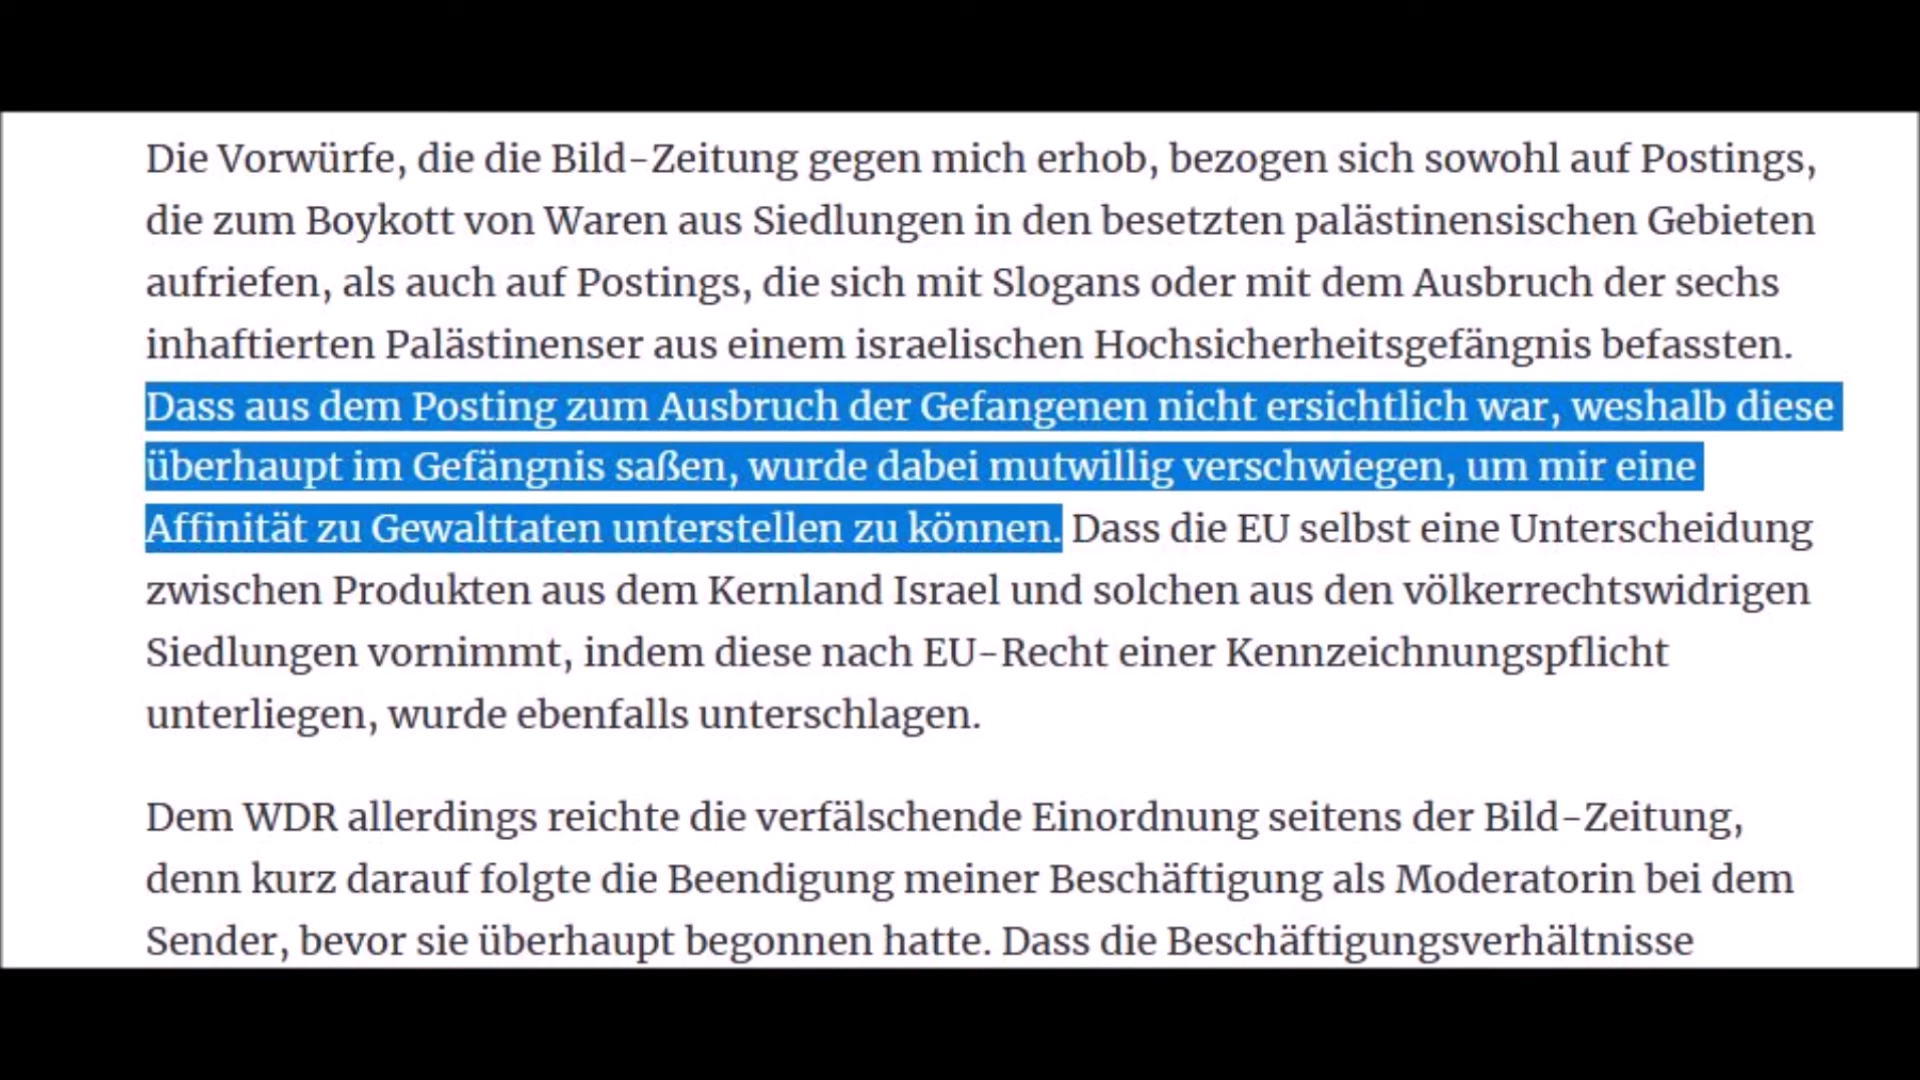 Die Vorwürfe, die die Bild-Zeitung gegen mich erhob, bezogen sich sowohl auf Postings,
die zum Boykott von Waren aus Siedlungen in den besetzten palästinensischen Gebieten
aufriefen, als auch auf Postings, die sich mit Slogans oder mit dem Ausbruch der sechs
inhaftierten Palästinenser aus einem israelischen Hochsicherheitsgefängnis befassten.
Dass aus dem Posting zum Ausbruch der Gefangenen nicht ersichtlich war, weshalb diese
überhaupt im Gefängnis saßen, wurde dabei mutwillig verschwiegen, um mir eine
Affinität zu Gewalttaten unterstellen zu können. Dass die EU selbst eine Unterscheidung
zwischen Produkten aus dem Kernland Israel und solchen aus den völkerrechtswidrigen
Siedlungen vornimmt, indem diese nach EU-Recht einer Kennzeichnungspflicht
unterliegen, wurde ebenfalls unterschlagen.
Dem WDR allerdings reichte die verfälschende Einordnung seitens der Bild-Zeitung,
denn kurz darauf folgte die Beendigung meiner Beschäftigung als Moderatorin bei dem
Sender, bevor sie überhaupt begonnen hatte. Dass die Beschäftigungsverhältnisse